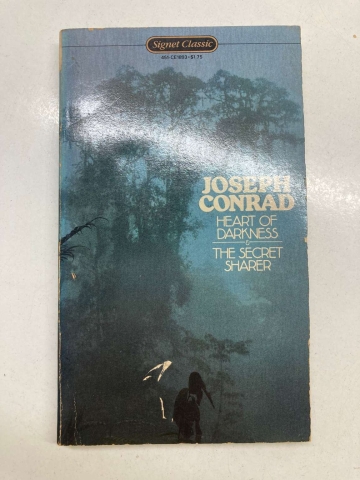 Signet Classic
JOSEPH
CONRAD
HEART OF
DARKNESS
&
THE SECRET
SHARER